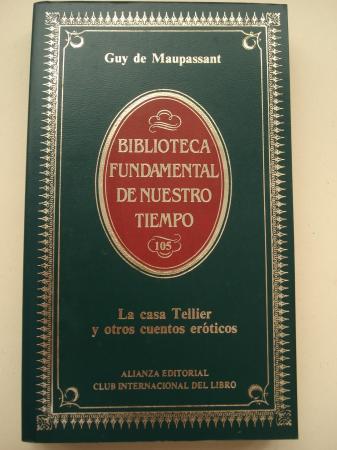 Guy de Maupassant
BIBLIOTECA
FUNDAMENTAL
DE NUESTRO
TIEMPO
105
La casa Tellier
y otros cuentos eróticos
ALIANZA EDITORIAL
CLUB INTERNACIONAL DEL LIBRO